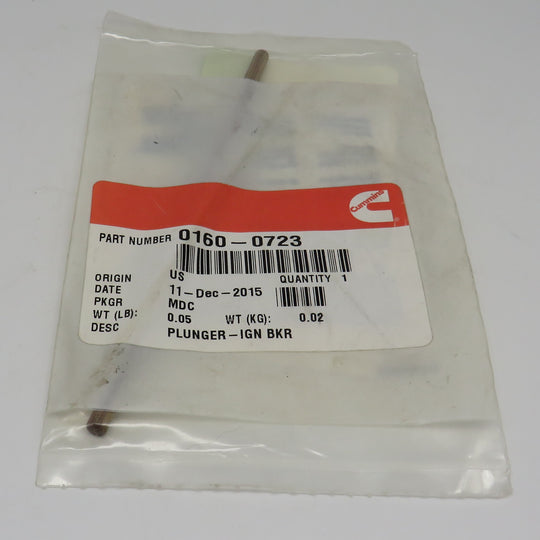 Cummins
PART NUMBER 0160-0723
ORIGIN US QUANTITY 1
DATE 11-Dec-2015
PKGR MDC
WT (LB): 0.05 WT (KG): 0.02
DESC PLUNGER-IGN BKR